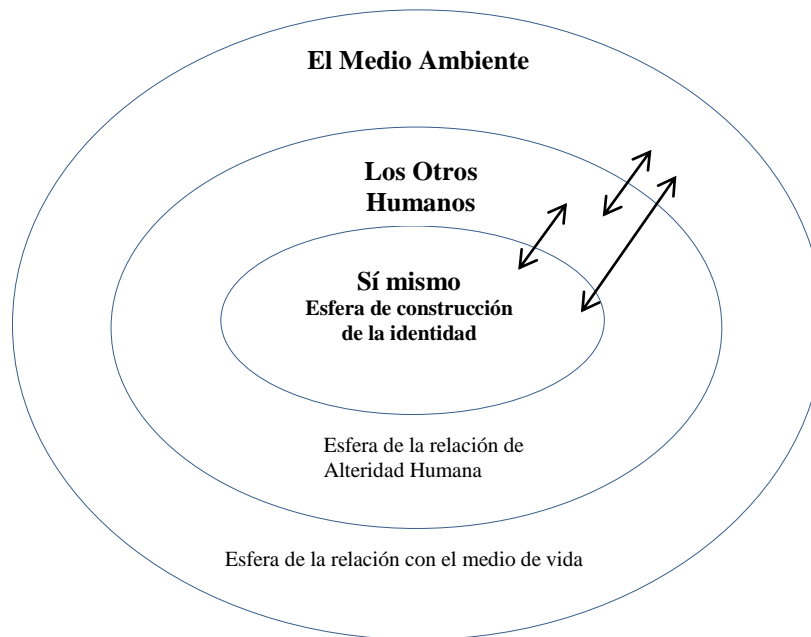 El Medio Ambiente
Los Otros
Humanos
Sí mismo
Esfera de construcción
de la identidad
Esfera de la relación de
Alteridad Humana
Esfera de la relación con el medio de vida